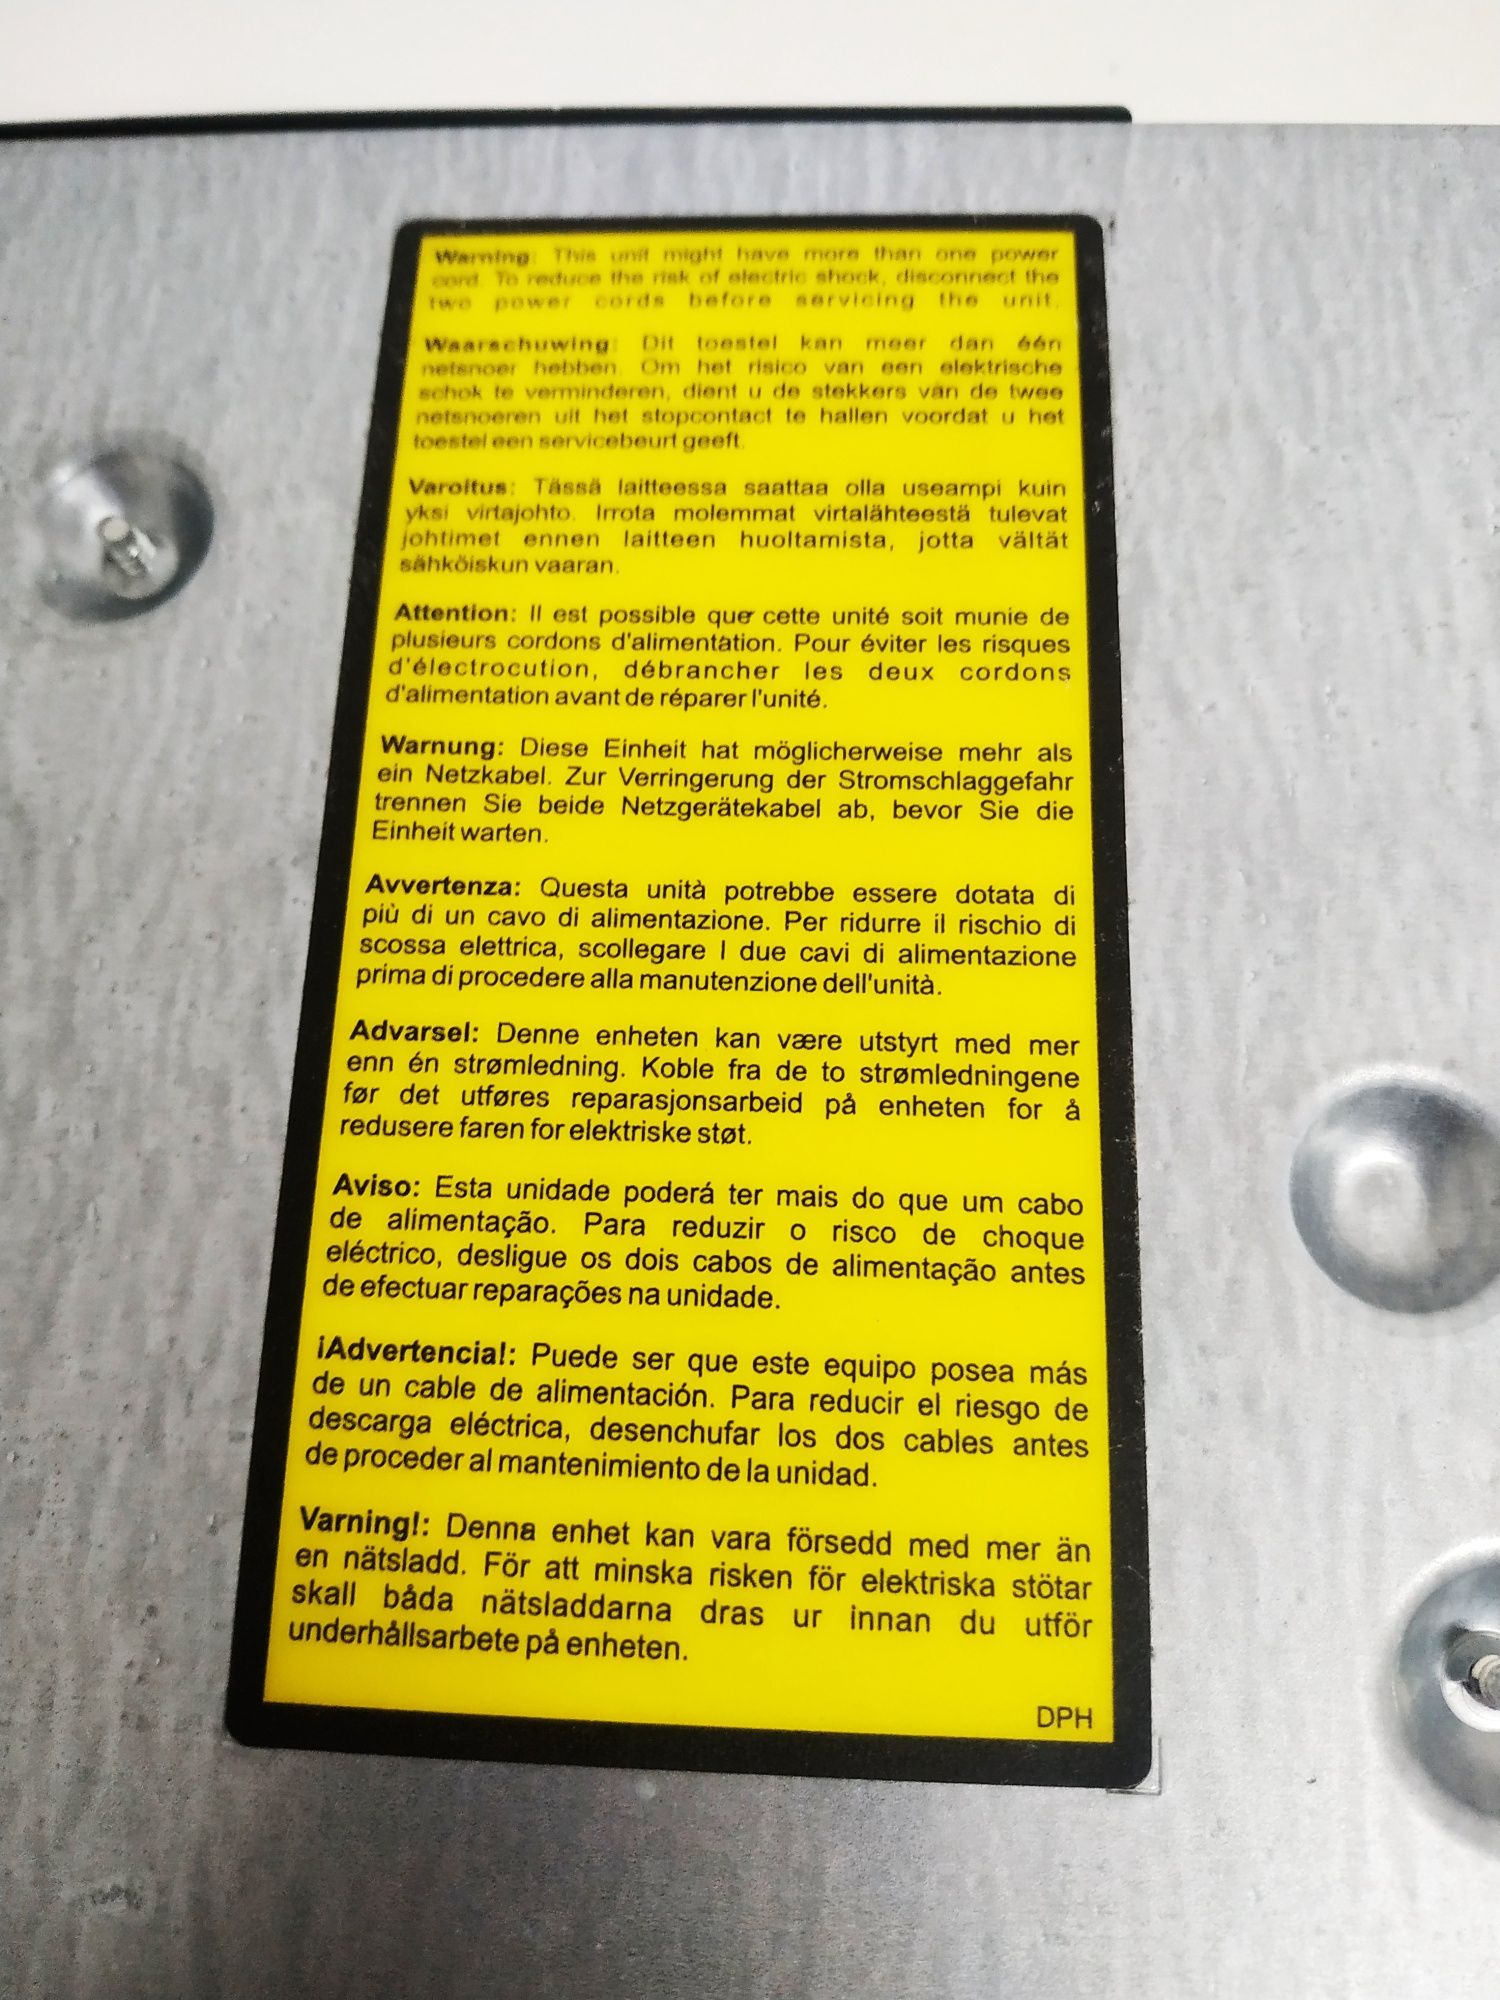 Warning: This unit might have more than one power
cord. To reduce the risk of electric shock, disconnect the
two power cords before servicing the unit.
Waarschuwing: Dit toestel kan meer dan één
netsnoer hebben. Om het risico van een elektrische
schok te verminderen, dient u de stekkers van de twee
netsnoeren uit het stopcontact te hallen voordat u het
toestel een servicebeurt geeft.
Varoitus: Tässä laitteessa saattaa olla useampi kuin
yksi virtajohto. Irrota molemmat virtalähteestä tulevat
johtimet ennen laitteen huoltamista, jotta vältät
sähköiskun vaaran.
Attention: Il est possible que cette unité soit munie de
plusieurs cordons d'alimentation. Pour éviter les risques
d'électrocution, débrancher les deux cordons
d'alimentation avant de réparer l'unité.
Warnung: Diese Einheit hat möglicherweise mehr als
ein Netzkabel. Zur Verringerung der Stromschlaggefahr
trennen Sie beide Netzgerätekabel ab, bevor Sie die
Einheit warten.
Avvertenza: Questa unità potrebbe essere dotata di
più di un cavo di alimentazione. Per ridurre il rischio di
scossa elettrica, scollegare I due cavi di alimentazione
prima di procedere alla manutenzione dell'unità.
Advarsel: Denne enheten kan være utstyrt med mer
enn én strømledning. Koble fra de to strømledningene
før det utføres reparasjonsarbeid på enheten for å
redusere faren for elektriske støt.
Aviso: Esta unidade poderá ter mais do que um cabo
de alimentação. Para reduzir o risco de choque
eléctrico, desligue os dois cabos de alimentação antes
de efectuar reparações na unidade.
¡Advertencia!: Puede ser que este equipo posea más
de un cable de alimentación. Para reducir el riesgo de
descarga eléctrica, desenchufar los dos cables antes
de proceder al mantenimiento de la unidad.
Varning!: Denna enhet kan vara försedd med mer än
en nätsladd. För att minska risken för elektriska stötar
skall båda nätsladdarna dras ur innan du utför
underhållsarbete på enheten.
DPH